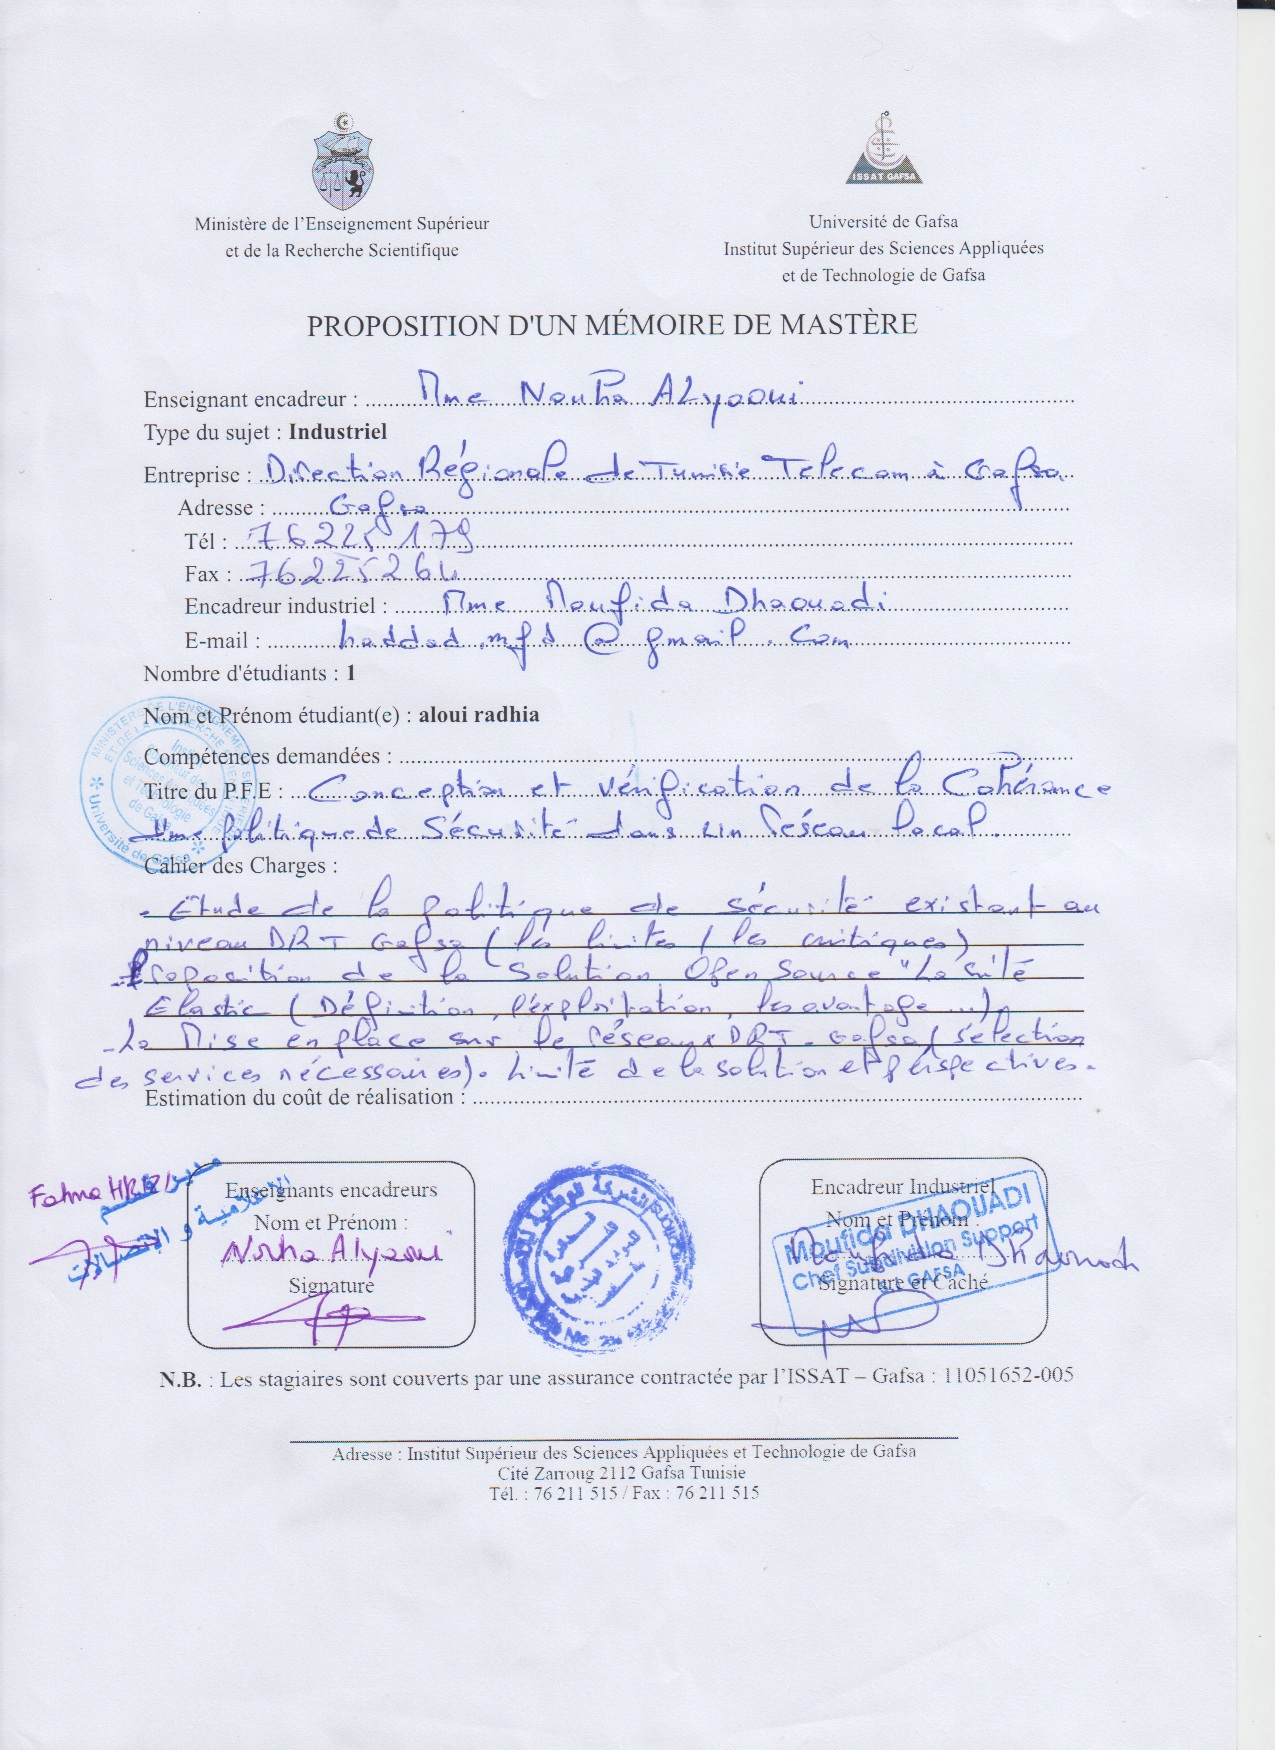 ISSAT GAFSA
Ministère de l'Enseignement Supérieur
et de la Recherche Scientifique
Université de Gafsa
Institut Supérieur des Sciences Appliquées
et de Technologie de Gafsa
PROPOSITION D'UN MÉMOIRE DE MASTÈRE
Enseignant encadreur : Mme Nouha ALyaoui
Type du sujet : Industriel
Entreprise : Direction Régionale de Tunisie Telecom à Gafsa
Adresse : Gafsa
Tél : 76225 179
Fax : 76225264
Encadreur industriel : Mme Moufida Dhaouadi
E-mail : haddad.mfd @ gmail . Com
Nombre d'étudiants : 1
Nom et Prénom étudiant(e) : aloui radhia
Compétences demandées :
Titre du P.F.E : Conception et vérification de la Cohérance
d'une politique de Sécurité dans un réseau local.
Cahier des Charges :
- Etude de la politique de sécurité existant au
niveau DRT Gafsa ( les limites / les critiques)
- Proposition de la Solution Open Source "La suite
Elastic ( Définition, l'exploitation, les avantage ...)
- La Mise en place sur le réseaux DRT - Gafsa ( sélection
des services nécessaires). limité de la solution et perspectives.
Estimation du coût de réalisation :
Fatma HRIZI
Enseignants encadreurs
Nom et Prénom :
Noha Alyaoui
Signature
Encadreur Industriel
Nom et Prénom :
Moufida Dhaouadi
Signature et Caché
Moufida DHAOUADI
Chef Subdivision Support
GAFSA
N.B. : Les stagiaires sont couverts par une assurance contractée par l'ISSAT – Gafsa : 11051652-005
Adresse : Institut Supérieur des Sciences Appliquées et Technologie de Gafsa
Cité Zarroug 2112 Gafsa Tunisie
Tél. : 76 211 515 / Fax : 76 211 515